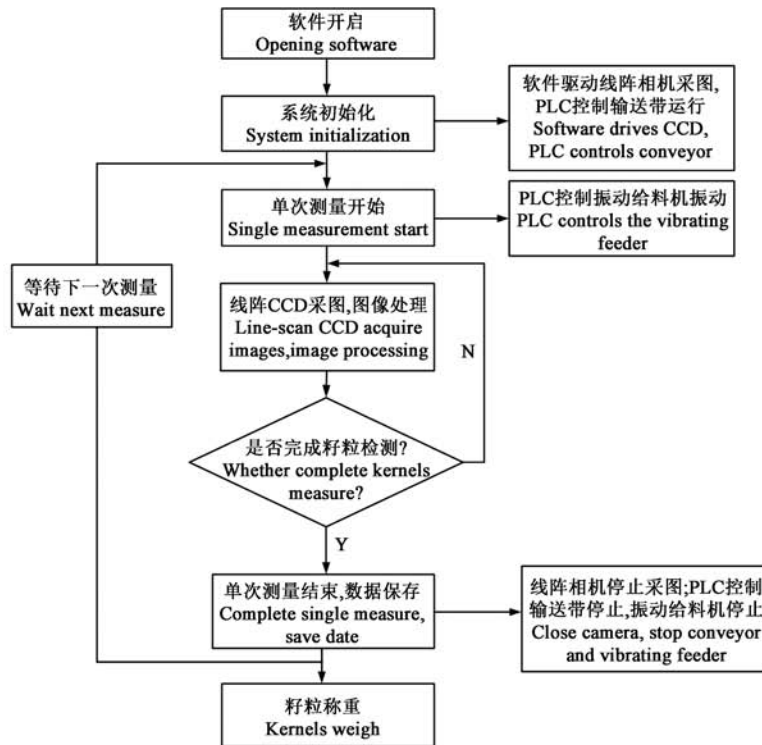 软件开启
Opening software
系统初始化
System initialization
软件驱动线阵相机采图,
PLC控制输送带运行
Software drives CCD,
PLC controls conveyor
单次测量开始
Single measurement start
PLC控制振动给料机振动
PLC controls the vibrating
feeder
等待下一次测量
Wait next measure
线阵CCD采图,图像处理
Line-scan CCD acquire
images,image processing
N
是否完成籽粒检测?
Whether complete kernels
measure?
Y
单次测量结束,数据保存
Complete single measure,
save date
线阵相机停止采图;PLC控制
输送带停止,振动给料机停止
Close camera, stop conveyor
and vibrating feeder
籽粒称重
Kernels weigh